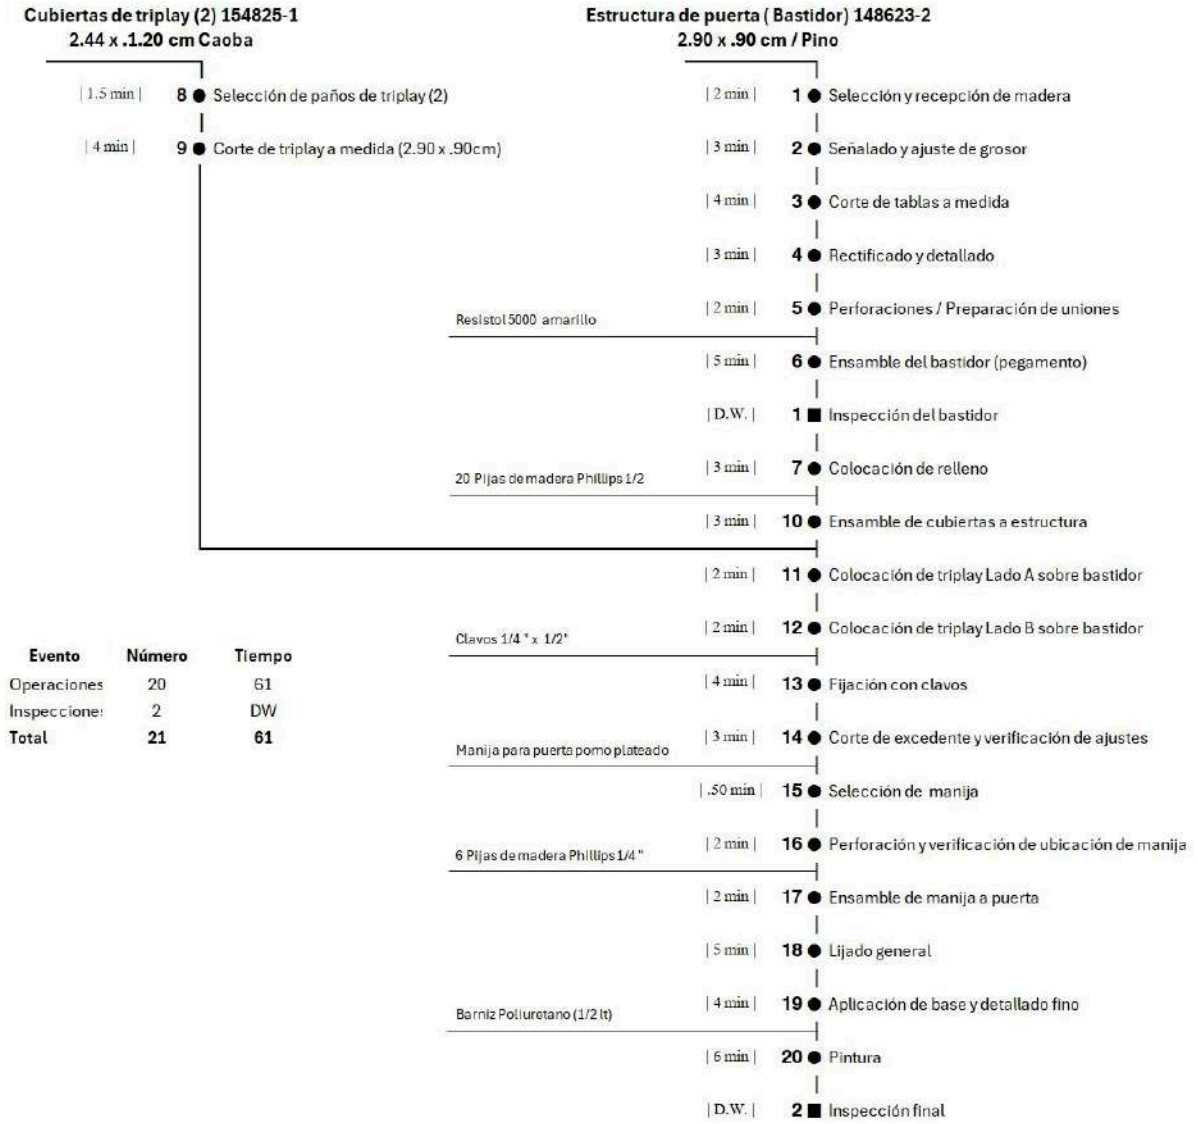 Cubiertas de triplay (2) 154825-1
2.44 x .1.20 cm Caoba
| 1.5 min | 8 Selección de paños de triplay (2)
| 4 min | 9 Corte de triplay a medida (2.90 x .90cm)
Estructura de puerta ( Bastidor) 148623-2
2.90 x .90 cm / Pino
| 2 min | 1 Selección y recepción de madera
| 3 min | 2 Señalado y ajuste de grosor
| 4 min | 3 Corte de tablas a medida
| 3 min | 4 Rectificado y detallado
| 2 min | 5 Perforaciones / Preparación de uniones
Resistol 5000 amarillo
| 5 min | 6 Ensamble del bastidor (pegamento)
| D.W. | 1 Inspección del bastidor
| 3 min | 7 Colocación de relleno
20 Pijas de madera Phillips 1/2
| 3 min | 10 Ensamble de cubiertas a estructura
| 2 min | 11 Colocación de triplay Lado A sobre bastidor
| 2 min | 12 Colocación de triplay Lado B sobre bastidor
Clavos 1/4 " x 1/2"
| 4 min | 13 Fijación con clavos
| 3 min | 14 Corte de excedente y verificación de ajustes
Manija para puerta pomo plateado
| .50 min | 15 Selección de manija
| 2 min | 16 Perforación y verificación de ubicación de manija
6 Pijas de madera Phillips 1/4 "
| 2 min | 17 Ensamble de manija a puerta
| 5 min | 18 Lijado general
| 4 min | 19 Aplicación de base y detallado fino
Barniz Poliuretano (1/2 lt)
| 6 min | 20 Pintura
| D.W. | 2 Inspección final
Evento Número Tiempo
Operaciones 20 61
Inspeccione: 2 DW
Total 21 61